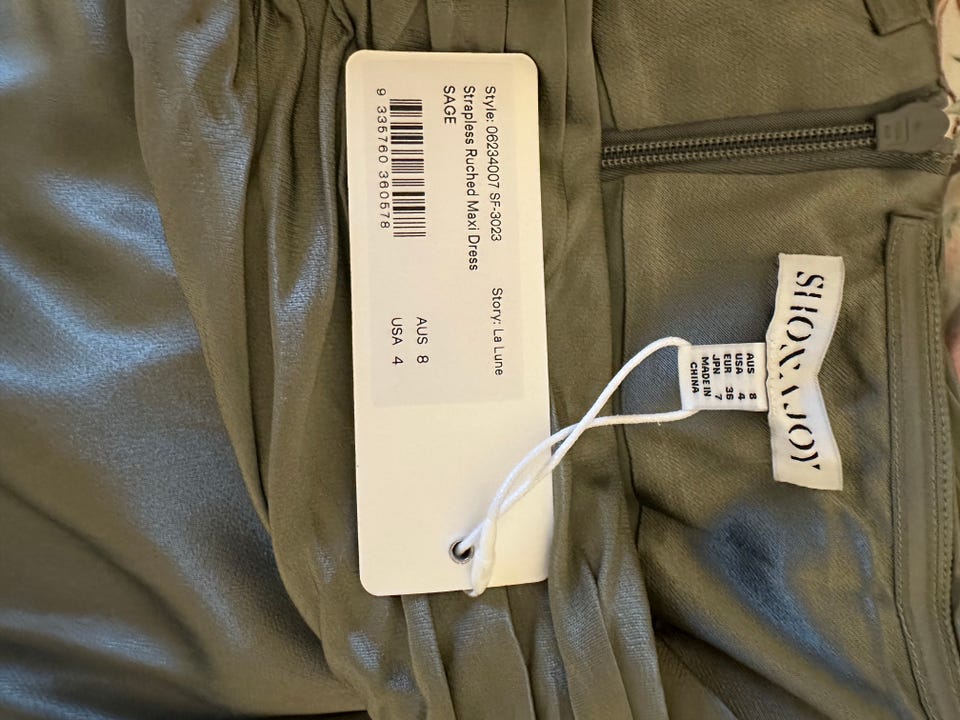 Style: 06234007 SF-3023
Story: La Lune
Strapless Ruched Maxi Dress
SAGE
AUS 8
USA 4
9 335760 360578
SHONA JOY
AUS 8
USA 4
EUR 36
JPN 7
MADE IN
CHINA